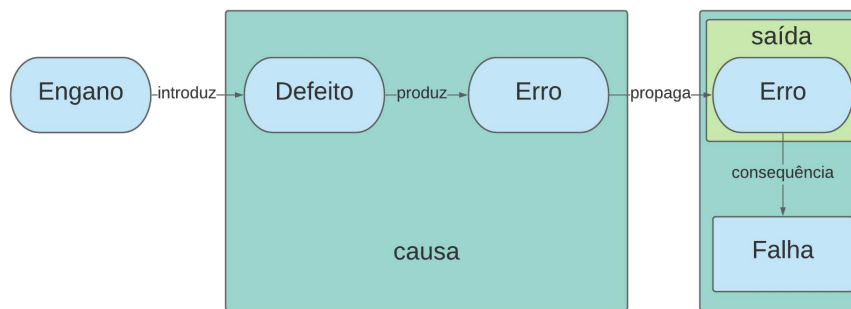 saída
Engano
introduz
Defeito
produz
Erro
propaga
Erro
consequência
causa
Falha